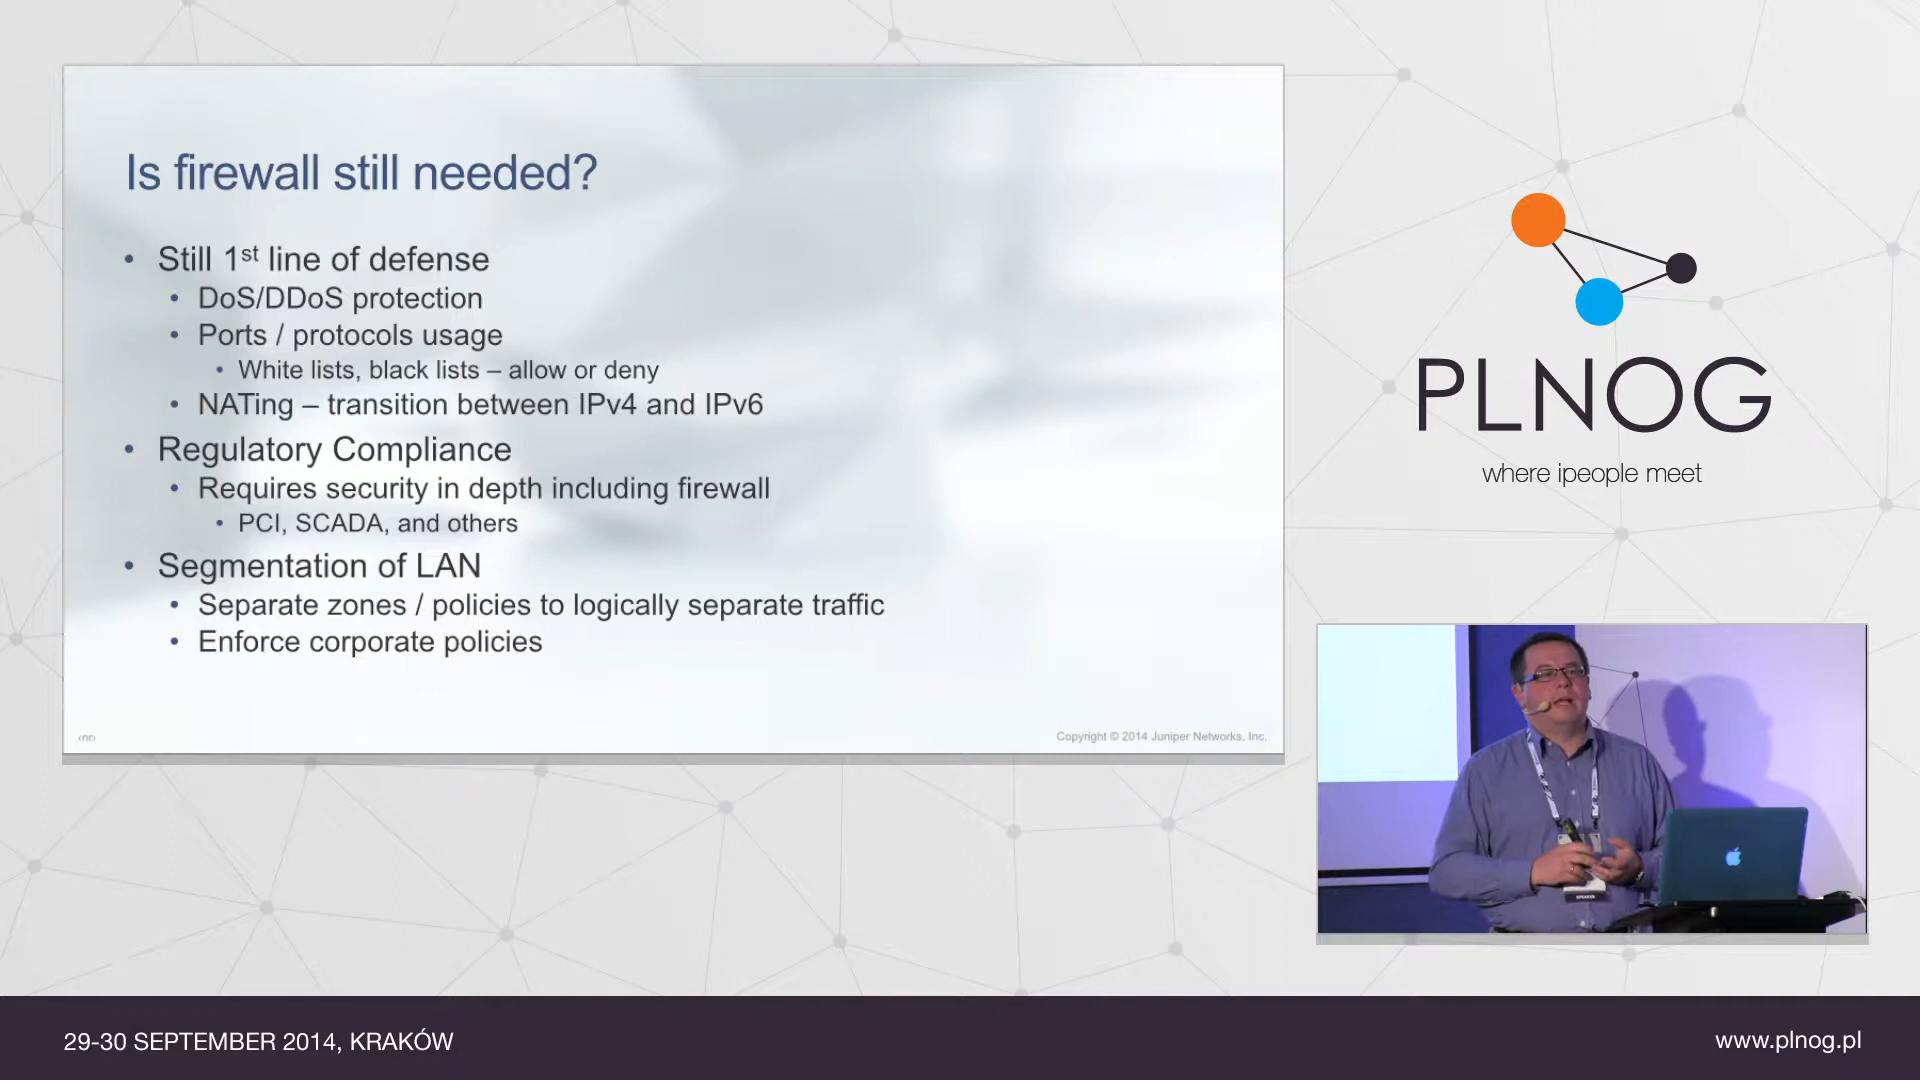 Is firewall still needed?
• Still 1st line of defense
• DoS/DDoS protection
• Ports / protocols usage
• White lists, black lists – allow or deny
• NATing – transition between IPv4 and IPv6
• Regulatory Compliance
• Requires security in depth including firewall
• PCI, SCADA, and others
• Segmentation of LAN
• Separate zones / policies to logically separate traffic
• Enforce corporate policies
Copyright © 2014 Juniper Networks, Inc.
PLNOG
where ipeople meet
SPEAKER
29-30 SEPTEMBER 2014, KRAKÓW
www.plnog.pl